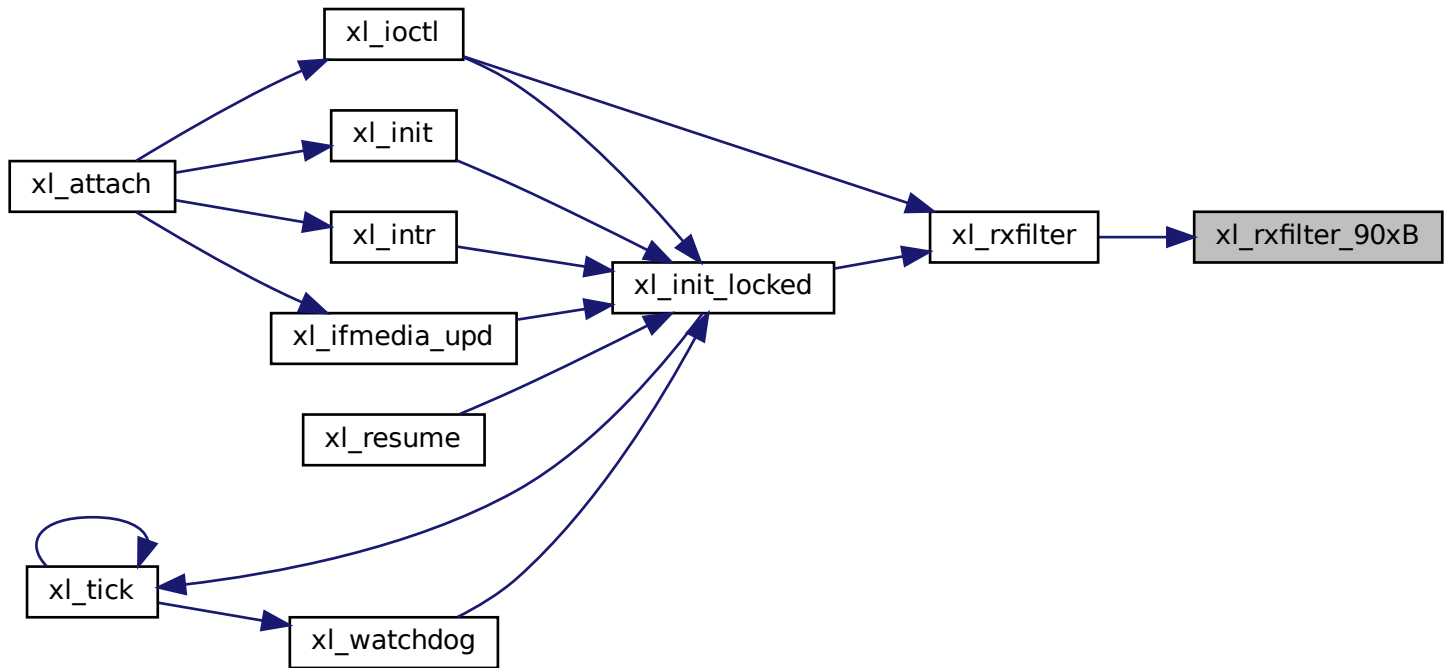 xl_ioctl
xl_init
xl_attach
xl_intr
xl_rxfilter
xl_rxfilter_90xB
xl_init_locked
xl_ifmedia_upd
xl_resume
xl_tick
xl_watchdog